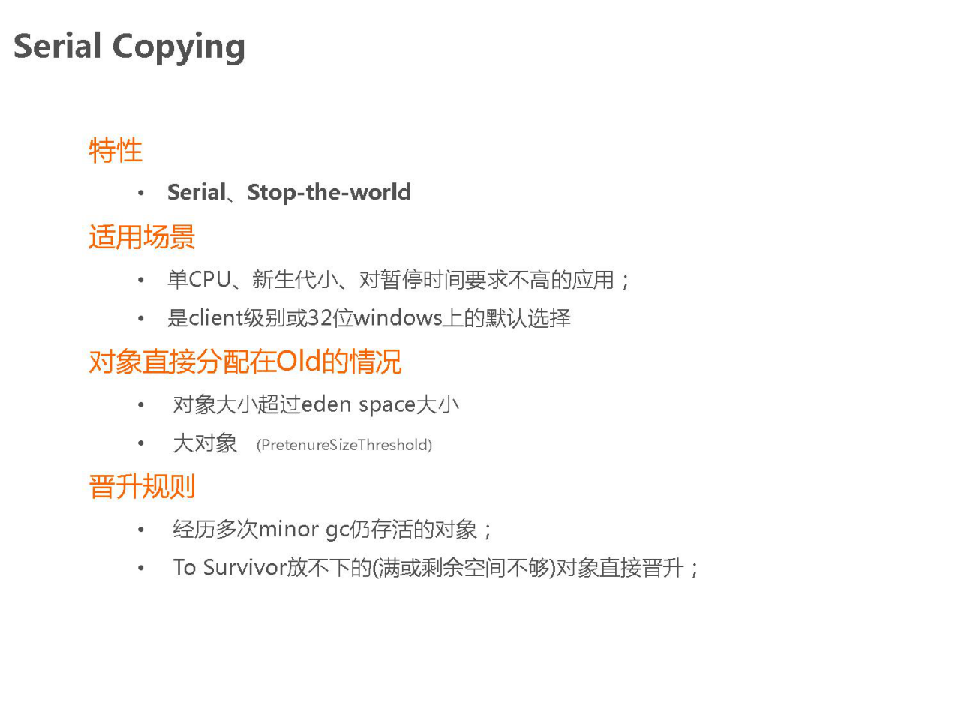 Serial Copying
特性
• Serial、Stop-the-world
适用场景
• 单CPU、新生代小、对暂停时间要求不高的应用；
• 是client级别或32位windows上的默认选择
对象直接分配在Old的情况
• 对象大小超过eden space大小
• 大对象 (PretenureSizeThreshold)
晋升规则
• 经历多次minor gc仍存活的对象；
• To Survivor放不下的(满或剩余空间不够)对象直接晋升；